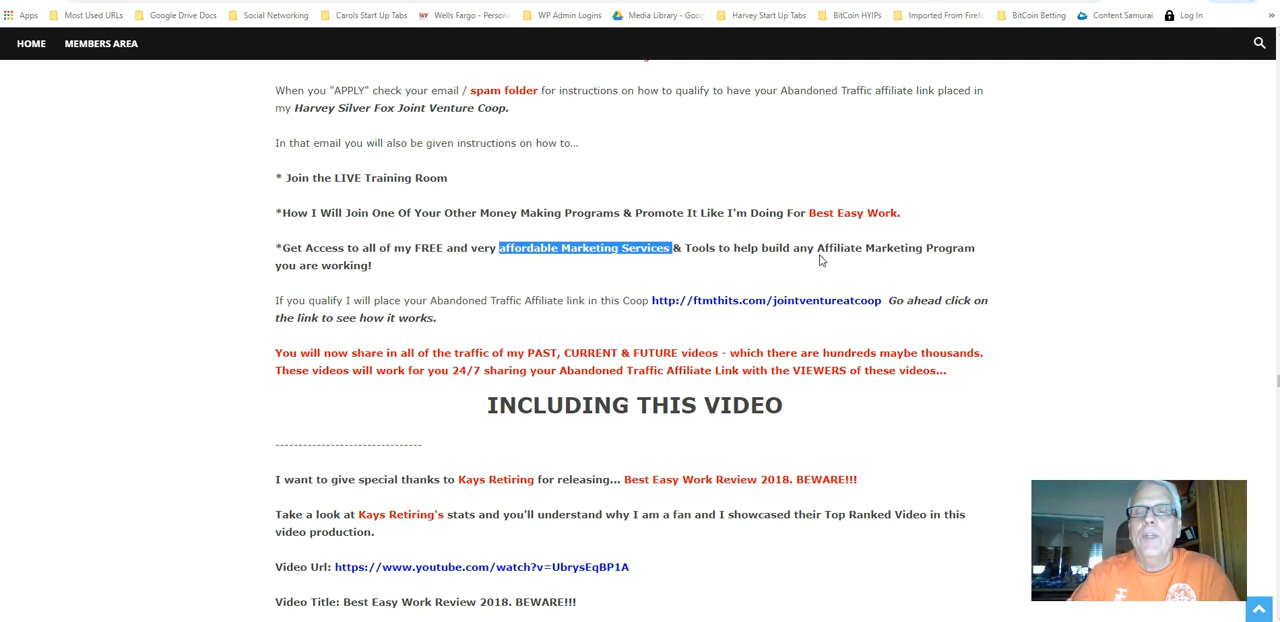 Apps Most Used URLs Google Drive Docs Social Networking Carols Start Up Tabs Wells Fargo - Persona WP Admin Logins Media Library - Goog Harvey Start Up Tabs BitCoin HYIPs Imported From Firef BitCoin Betting Content Samurai Log In »
HOME MEMBERS AREA
When you "APPLY" check your email / spam folder for instructions on how to qualify to have your Abandoned Traffic affiliate link placed in
my Harvey Silver Fox Joint Venture Coop.
In that email you will also be given instructions on how to...
* Join the LIVE Training Room
*How I Will Join One Of Your Other Money Making Programs & Promote It Like I'm Doing For Best Easy Work.
*Get Access to all of my FREE and very affordable Marketing Services & Tools to help build any Affiliate Marketing Program
you are working!
If you qualify I will place your Abandoned Traffic Affiliate link in this Coop http://ftmthits.com/jointventureatcoop Go ahead click on
the link to see how it works.
You will now share in all of the traffic of my PAST, CURRENT & FUTURE videos - which there are hundreds maybe thousands.
These videos will work for you 24/7 sharing your Abandoned Traffic Affiliate Link with the VIEWERS of these videos...
INCLUDING THIS VIDEO
-------------------------------
I want to give special thanks to Kays Retiring for releasing... Best Easy Work Review 2018. BEWARE!!!
Take a look at Kays Retiring's stats and you'll understand why I am a fan and I showcased their Top Ranked Video in this
video production.
Video Url: https://www.youtube.com/watch?v=UbrysEqBP1A
Video Title: Best Easy Work Review 2018. BEWARE!!!